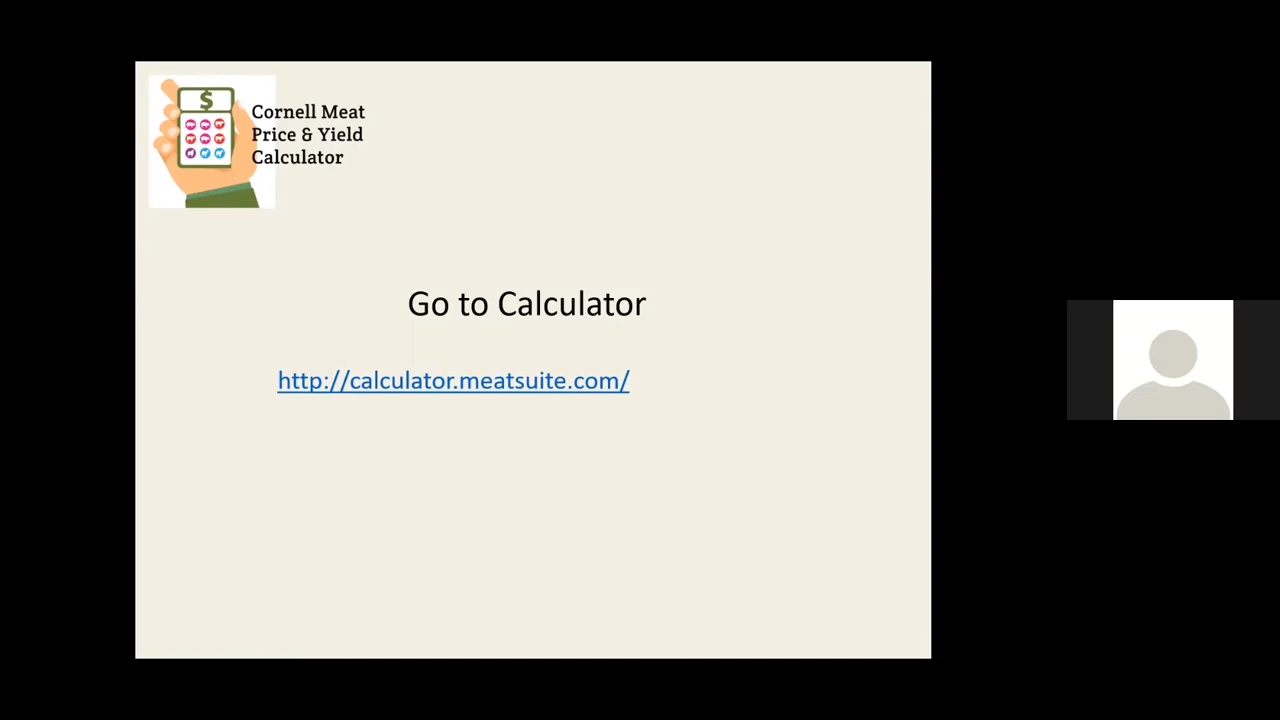 $
Cornell Meat
Price & Yield
Calculator
Go to Calculator
http://calculator.meatsuite.com/